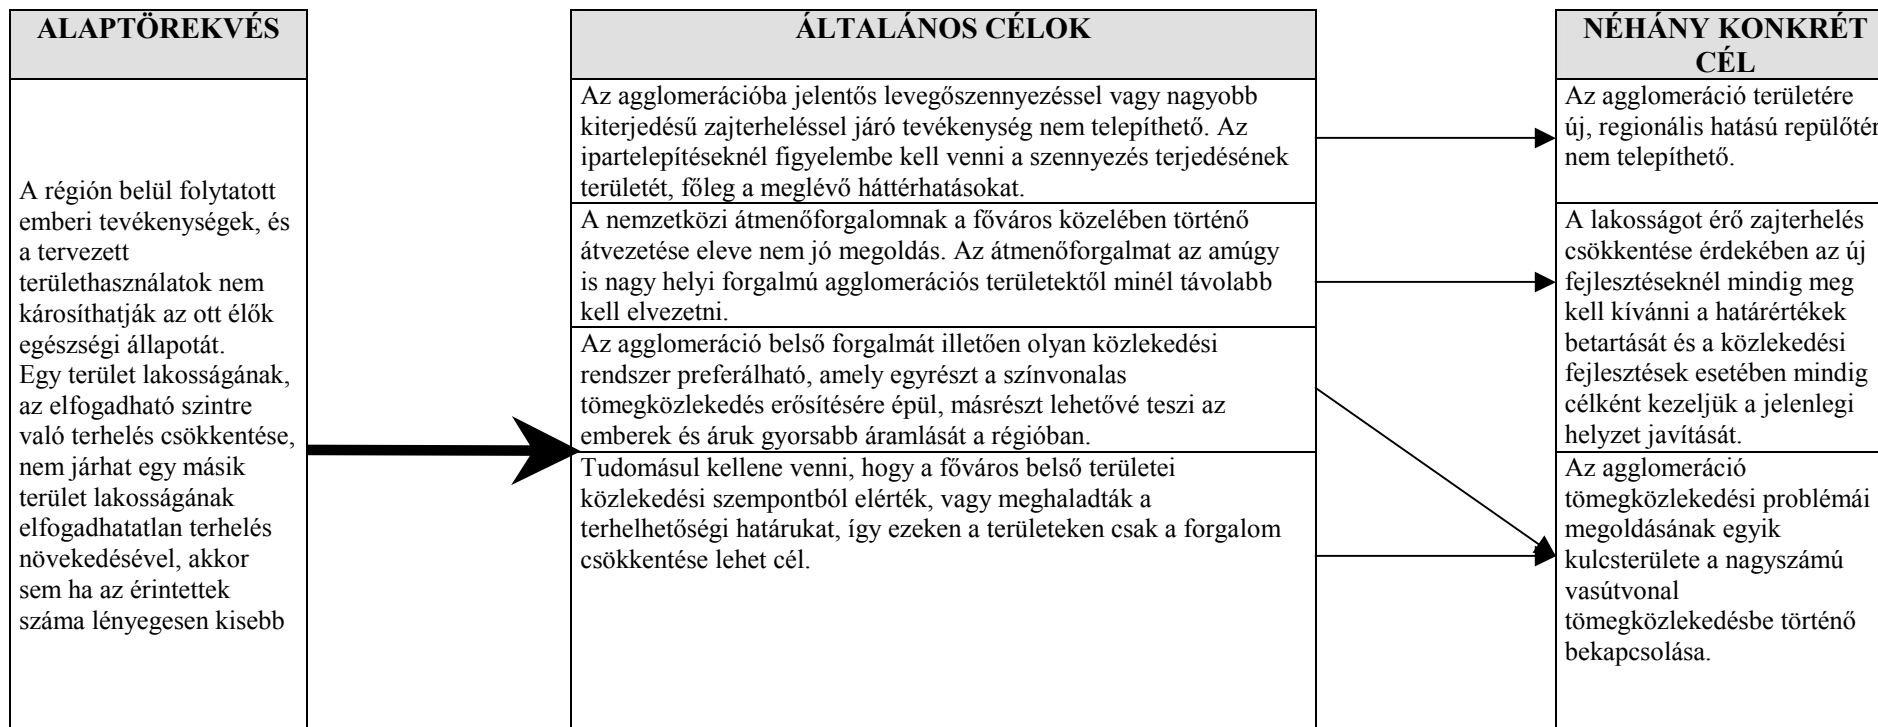 ALAPTÖREKVÉS
A régión belül folytatott
emberi tevékenységek, és
a tervezett
területhasználatok nem
károsíthatják az ott élők
egészségi állapotát.
Egy terület lakosságának,
az elfogadható szintre
való terhelés csökkentése,
nem járhat egy másik
terület lakosságának
elfogadhatatlan terhelés
növekedésével, akkor
sem ha az érintettek
száma lényegesen kisebb
ÁLTALÁNOS CÉLOK
Az agglomerációba jelentős levegőszennyezéssel vagy nagyobb
kiterjedésű zajterheléssel járó tevékenység nem telepíthető. Az
ipartelepítéseknél figyelembe kell venni a szennyezés terjedésének
területét, főleg a meglévő háttérhatásokat.
A nemzetközi átmenőforgalomnak a főváros közelében történő
átvezetése eleve nem jó megoldás. Az átmenőforgalmat az amúgy
is nagy helyi forgalmú agglomerációs területektől minél távolabb
kell elvezetni.
Az agglomeráció belső forgalmát illetően olyan közlekedési
rendszer preferálható, amely egyrészt a színvonalas
tömegközlekedés erősítésére épül, másrészt lehetővé teszi az
emberek és áruk gyorsabb áramlását a régióban.
Tudomásul kellene venni, hogy a főváros belső területei
közlekedési szempontból elérték, vagy meghaladták a
terhelhetőségi határukat, így ezeken a területeken csak a forgalom
csökkentése lehet cél.
NÉHÁNY KONKRÉT
CÉL
Az agglomeráció területére
új, regionális hatású repülőtér
nem telepíthető.
A lakosságot érő zajterhelés
csökkentése érdekében az új
fejlesztéseknél mindig meg
kell kívánni a határértékek
betartását és a közlekedési
fejlesztések esetében mindig
célként kezeljük a jelenlegi
helyzet javítását.
Az agglomeráció
tömegközlekedési problémái
megoldásának egyik
kulcsterülete a nagyszámú
vasútvonal
tömegközlekedésbe történő
bekapcsolása.